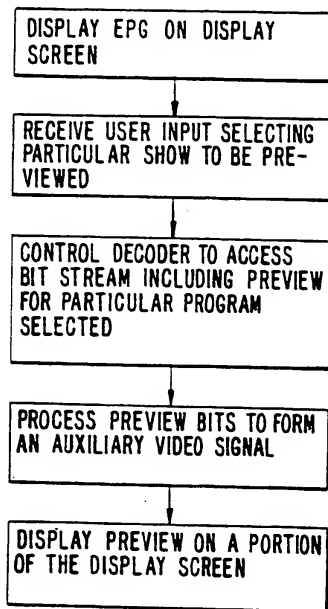 DISPLAY EPG ON DISPLAY
SCREEN
RECEIVE USER INPUT SELECTING
PARTICULAR SHOW TO BE PRE-
VIEWED
CONTROL DECODER TO ACCESS
BIT STREAM INCLUDING PREVIEW
FOR PARTICULAR PROGRAM
SELECTED
PROCESS PREVIEW BITS TO FORM
AN AUXILIARY VIDEO SIGNAL
DISPLAY PREVIEW ON A PORTION
OF THE DISPLAY SCREEN